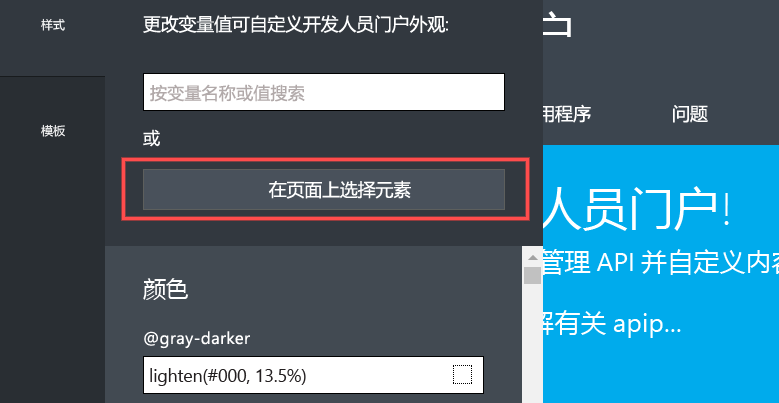 样式
模板
更改变量值可自定义开发人员门户外观:
按变量名称或值搜索
或
在页面上选择元素
颜色
@gray-darker
lighten(#000, 13.5%)
户
用程序
问题
人员门户!
管理 API 并自定义内容
解有关 apip...